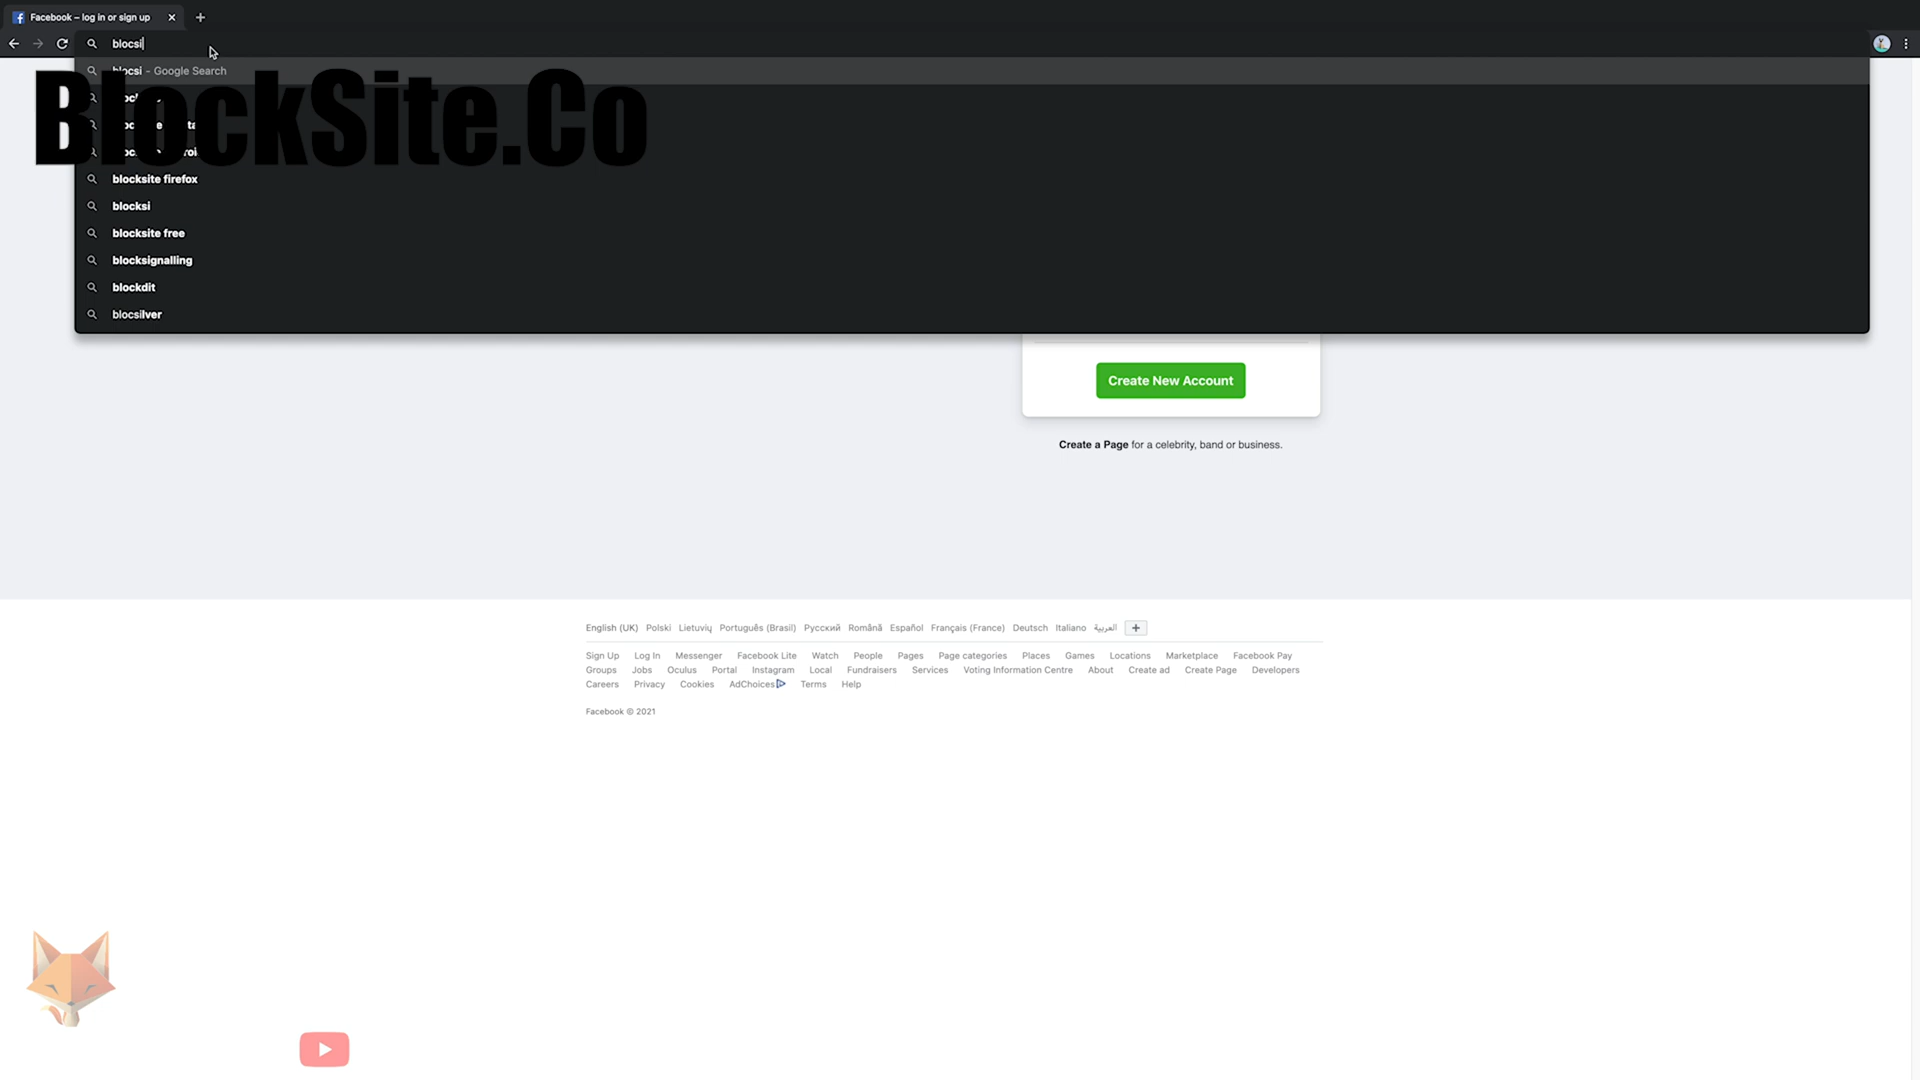 Facebook – log in or sign up
blocsi
blocsi – Google Search
BlockSite.Co
blocksite firefox
blocksi
blocksite free
blocksignalling
blockdit
blocsilver
Create New Account
Create a Page for a celebrity, band or business.
English (UK) Polski Lietuvių Português (Brasil) Русский Română Español Français (France) Deutsch Italiano العربية +
Sign Up Log In Messenger Facebook Lite Watch People Pages Page categories Places Games Locations Marketplace Facebook Pay
Groups Jobs Oculus Portal Instagram Local Fundraisers Services Voting Information Centre About Create ad Create Page Developers
Careers Privacy Cookies AdChoices Terms Help
Facebook © 2021